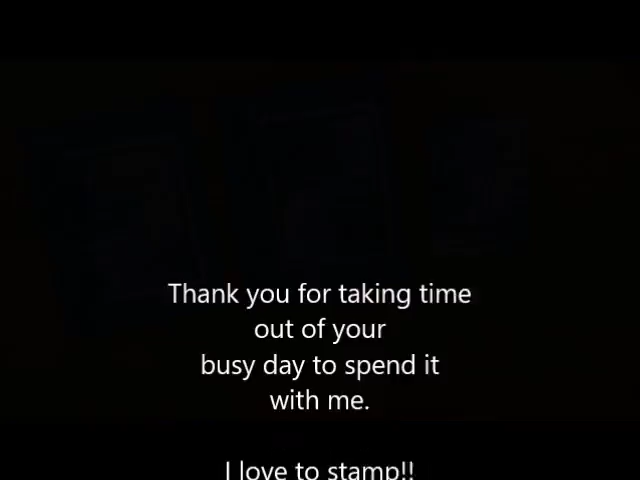 Thank you for taking time
out of your
busy day to spend it
with me.
I love to stamp!!